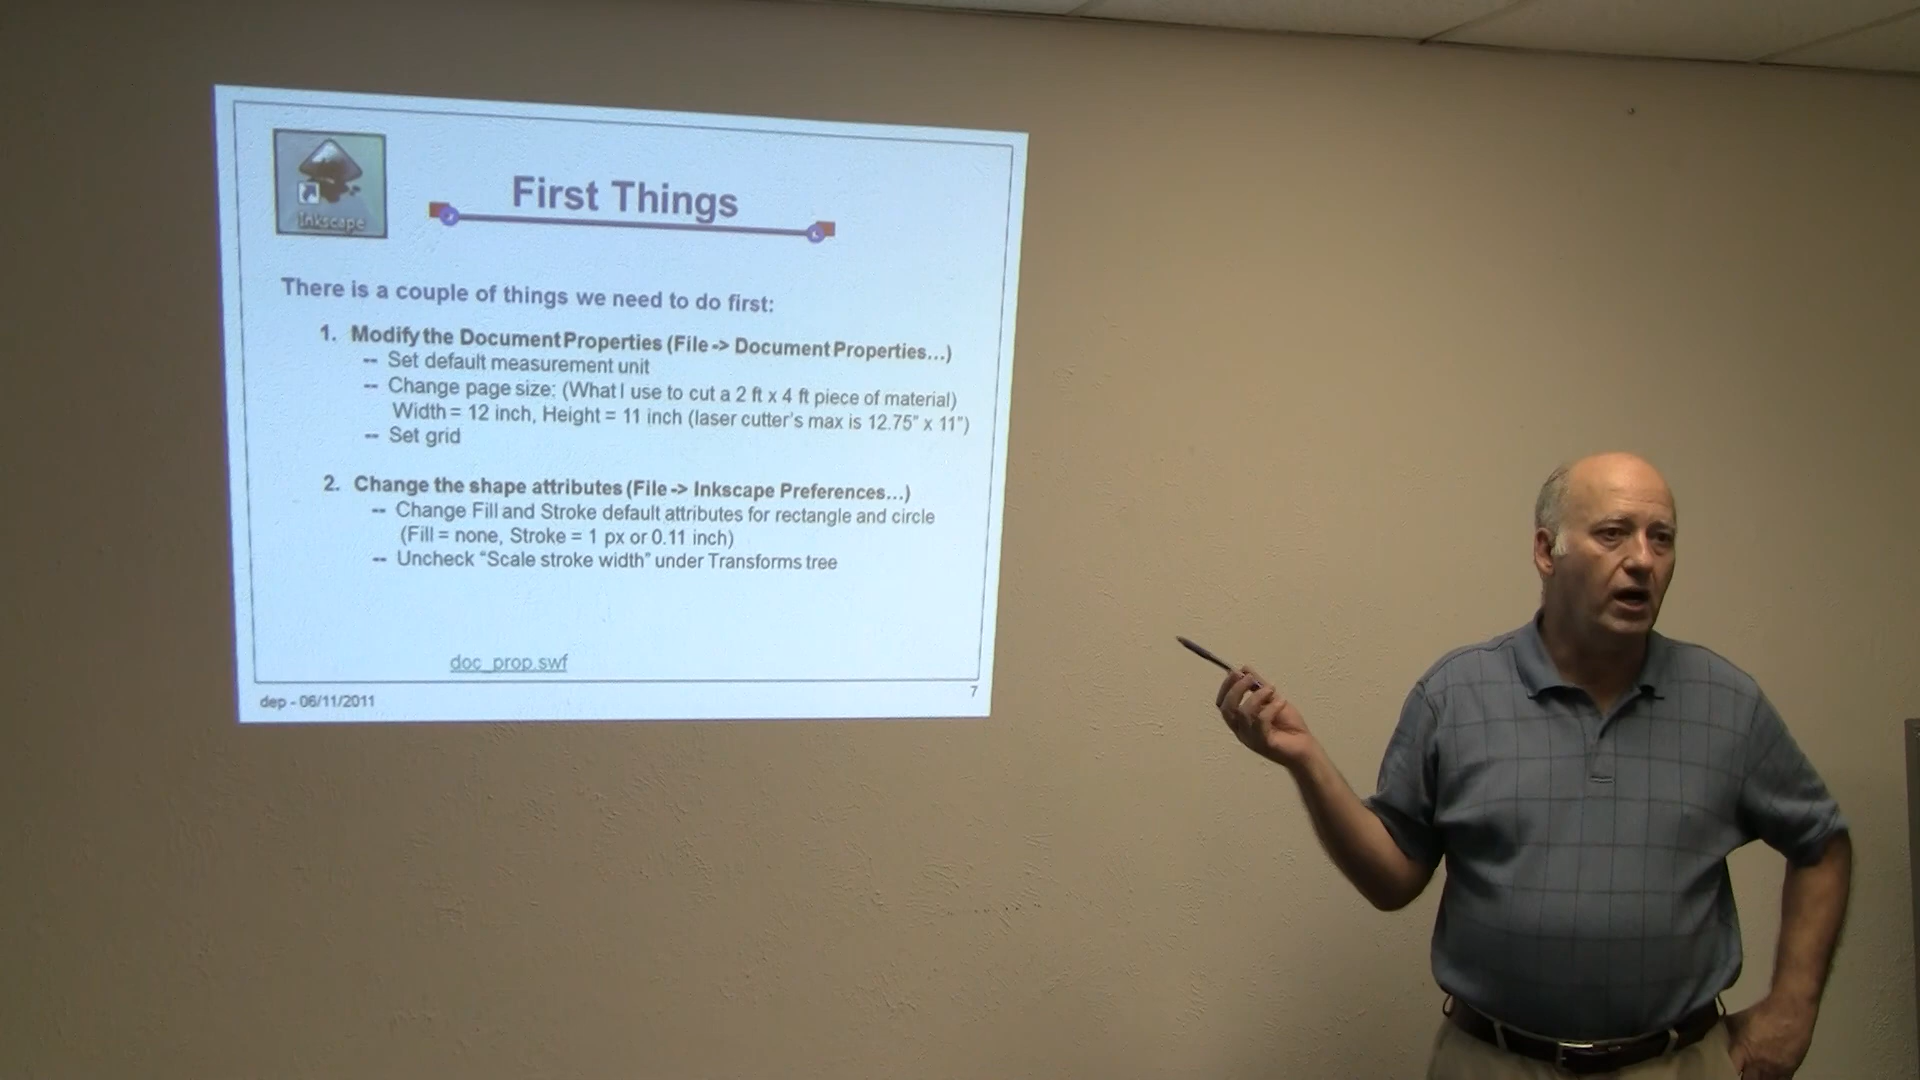 Inkscape
First Things
There is a couple of things we need to do first:
1. Modify the Document Properties (File -> Document Properties...)
-- Set default measurement unit
-- Change page size: (What I use to cut a 2 ft x 4 ft piece of material)
Width = 12 inch, Height = 11 inch (laser cutter's max is 12.75" x 11")
-- Set grid
2. Change the shape attributes (File -> Inkscape Preferences...)
-- Change Fill and Stroke default attributes for rectangle and circle
(Fill = none, Stroke = 1 px or 0.11 inch)
-- Uncheck “Scale stroke width” under Transforms tree
doc_prop.swf
dep - 06/11/2011
7